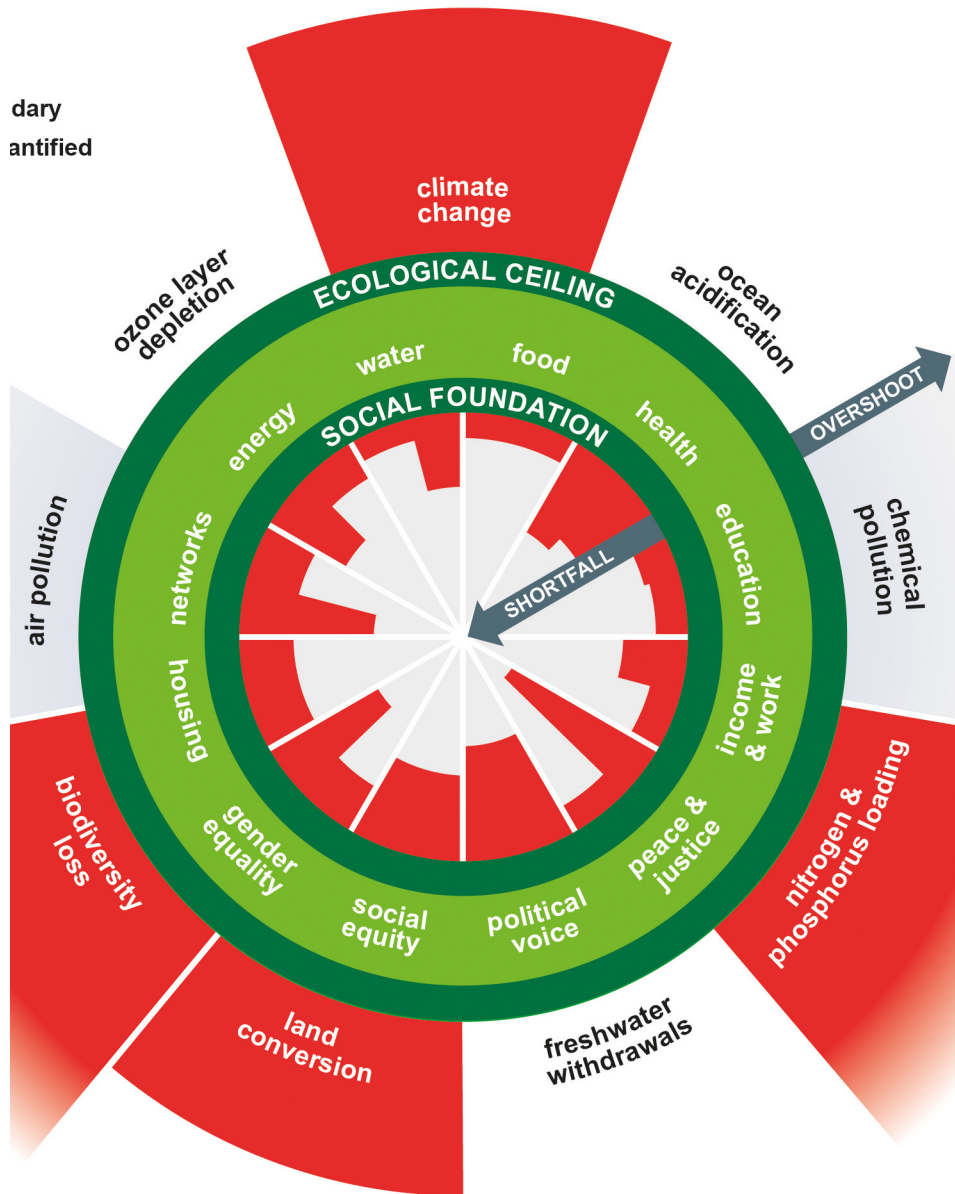 dary
antified
climate
change
ECOLOGICAL CEILING
ozone layer
depletion
ocean
acidification
water
food
SOCIAL FOUNDATION
energy
health
OVERSHOOT
networks
education
SHORTFALL
air pollution
chemical
pollution
housing
income
& work
biodiversity
loss
nitrogen &
phosphorus loading
gender
equality
peace &
justice
social
equity
political
voice
land
conversion
freshwater
withdrawals